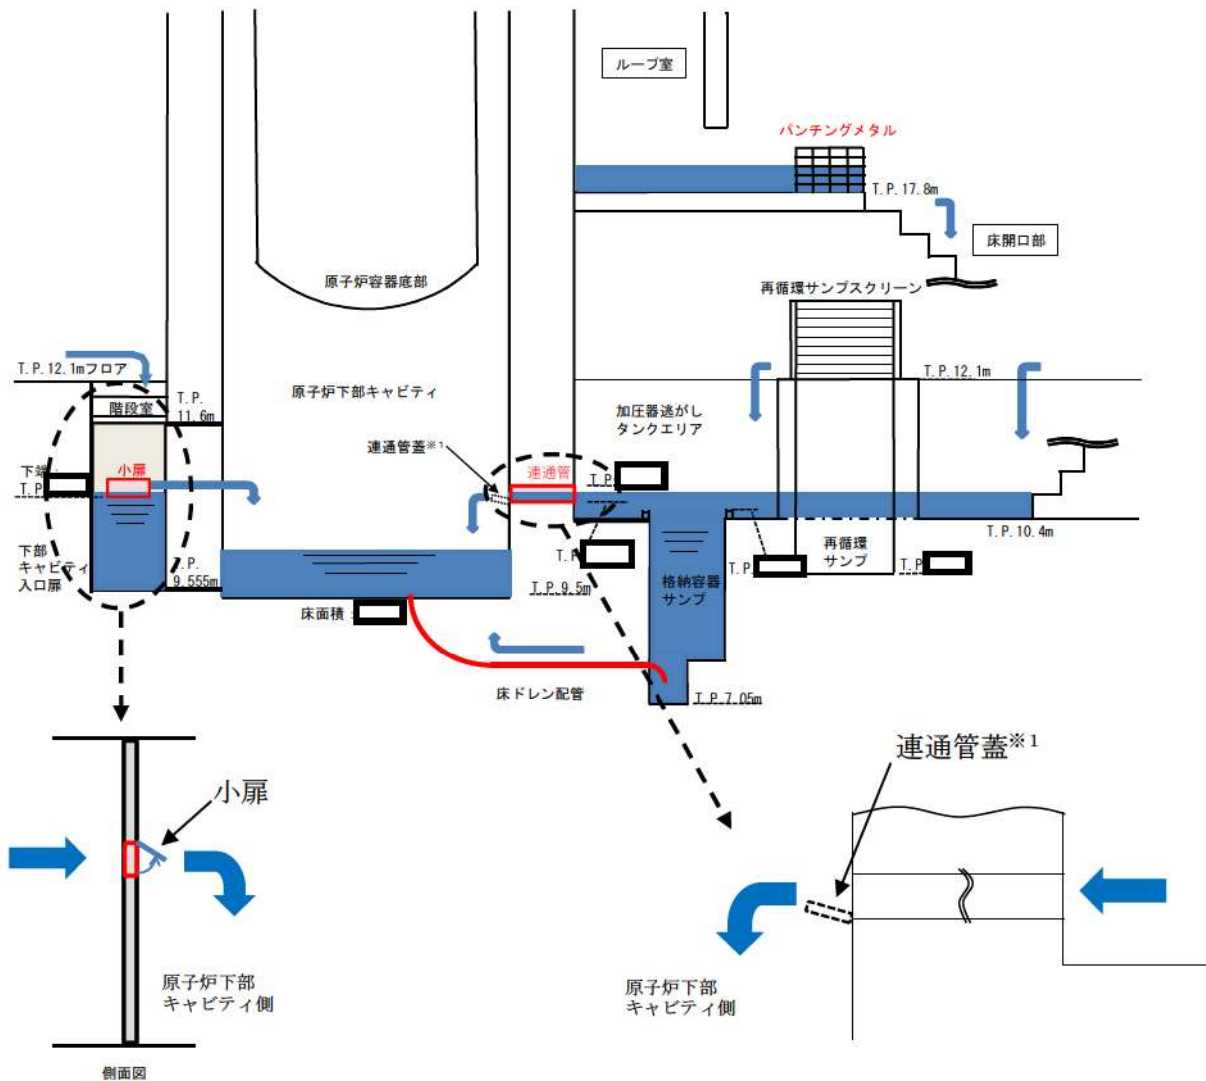 ループ室
パンチングメタル
T.P.17.8m
床開口部
原子炉容器底部
再循環サンプスクリーン
T.P.12.1mフロア
T.P.12.1m
階段室
T.P.
11.6m
原子炉下部キャビティ
加圧器逃がし
タンクエリア
連通管蓋※1
連通管
下端:
小扉
T.P
T.P.
T.P.10.4m
下部
キャビティ
入口扉
T.P.
9.555m
T.P.
T.P.9.5m
格納容器
サンプ
T.P.
再循環
サンプ
T.P
床面積:
床ドレン配管
T.P.7.05m
小扉
連通管蓋※1
原子炉下部
キャビティ側
原子炉下部
キャビティ側
側面図